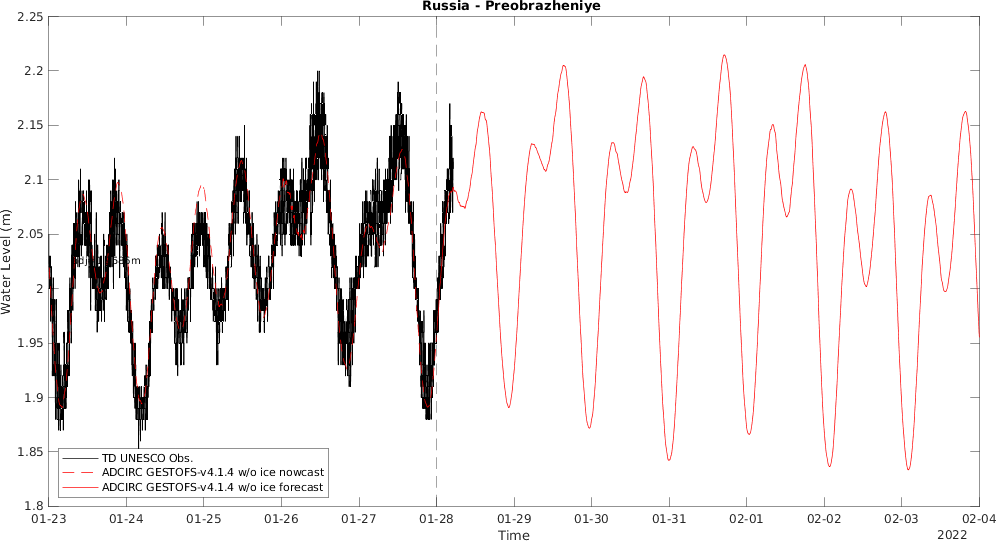 Russia - Preobrazheniye
2.25
2.2
2.15
2.1
2.05
2
1.95
1.9
1.85
1.8
Water Level (m)
TD UNESCO Obs.
ADCIRC GESTOFS-v4.1.4 w/o ice nowcast
ADCIRC GESTOFS-v4.1.4 w/o ice forecast
01-23 01-24 01-25 01-26 01-27 01-28 01-29 01-30 01-31 02-01 02-02 02-03 02-04
Time
2022